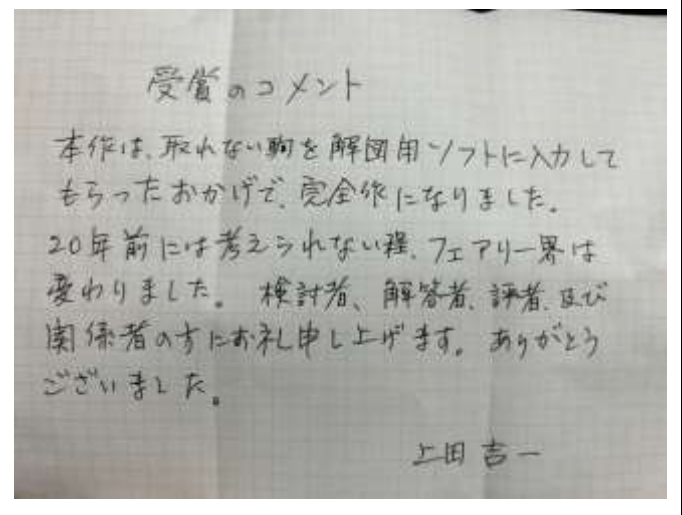 受賞のコメント
本作は、取れない駒を解図用ソフトに入力して
もらったおかげで、完全作になりました。
20年前には考えられない程、フェアリー界は
変わりました。検討者、解答者、評者、及び
関係者の方にお礼申し上げます。ありがとう
ございました。
上田吉一